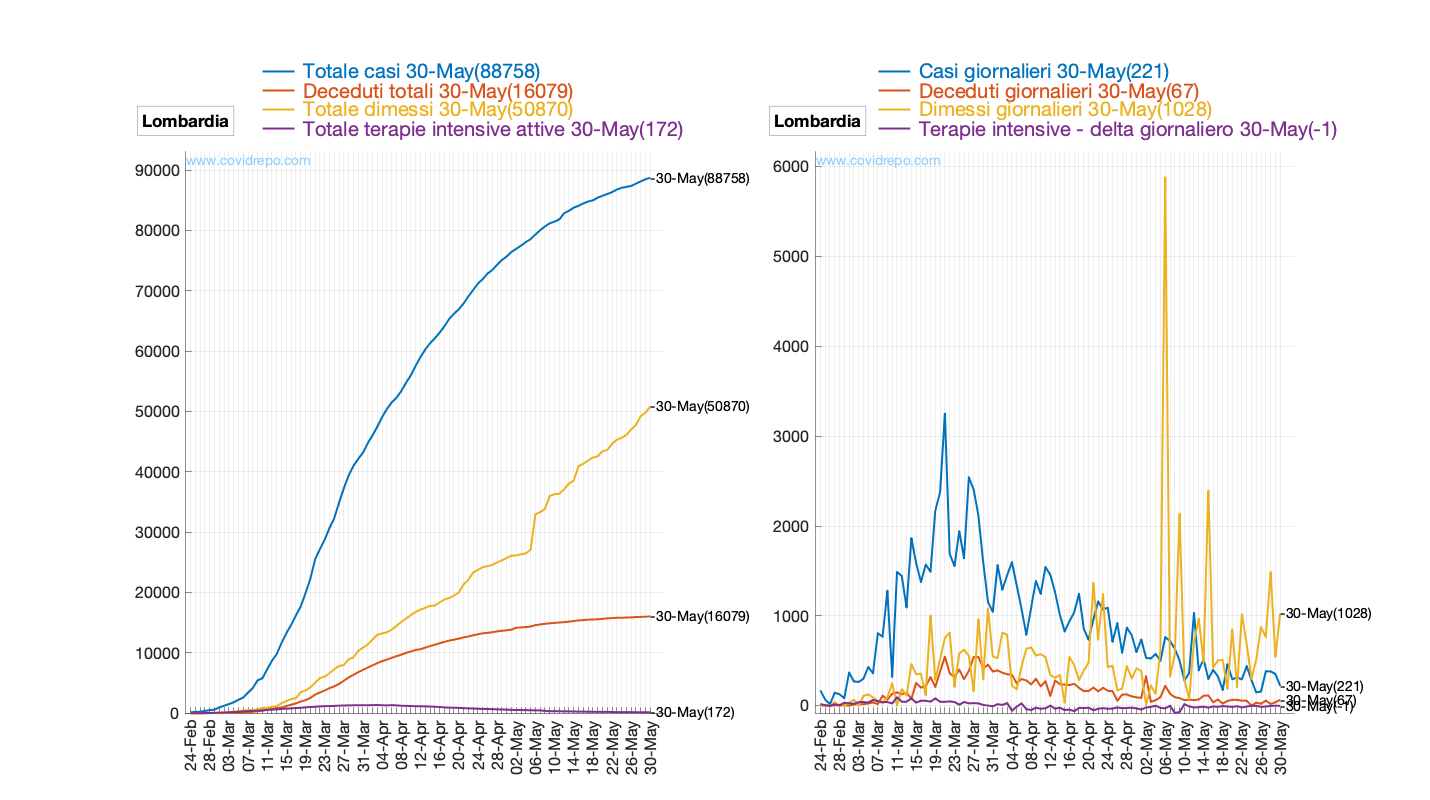 Totale casi 30-May(88758)
Deceduti totali 30-May(16079)
Totale dimessi 30-May(50870)
Totale terapie intensive attive 30-May(172)
Lombardia
www.covidrepo.com
90000
80000
70000
60000
50000
40000
30000
20000
10000
0
30-May(88758)
30-May(50870)
30-May(16079)
30-May(172)
24-Feb
28-Feb
03-Mar
07-Mar
11-Mar
15-Mar
19-Mar
23-Mar
27-Mar
31-Mar
04-Apr
08-Apr
12-Apr
16-Apr
20-Apr
24-Apr
28-Apr
02-May
06-May
10-May
14-May
18-May
22-May
26-May
30-May
Casi giornalieri 30-May(221)
Deceduti giornalieri 30-May(67)
Dimessi giornalieri 30-May(1028)
Terapie intensive - delta giornaliero 30-May(-1)
Lombardia
www.covidrepo.com
6000
5000
4000
3000
2000
1000
0
30-May(1028)
30-May(221)
30-May(67)
30-May(-1)
24-Feb
28-Feb
03-Mar
07-Mar
11-Mar
15-Mar
19-Mar
23-Mar
27-Mar
31-Mar
04-Apr
08-Apr
12-Apr
16-Apr
20-Apr
24-Apr
28-Apr
02-May
06-May
10-May
14-May
18-May
22-May
26-May
30-May